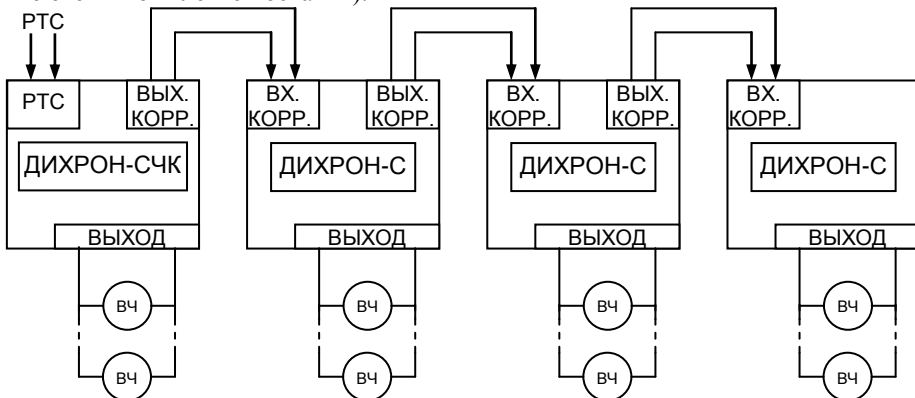 РТС
РТС
ВЫХ.
КОРР.
ВХ.
КОРР.
ВЫХ.
КОРР.
ВХ.
КОРР.
ВЫХ.
КОРР.
ВХ.
КОРР.
ДИХРОН-СЧК
ДИХРОН-С
ДИХРОН-С
ДИХРОН-С
ВЫХОД
ВЫХОД
ВЫХОД
ВЫХОД
ВЧ
ВЧ
ВЧ
ВЧ
ВЧ
ВЧ
ВЧ
ВЧ